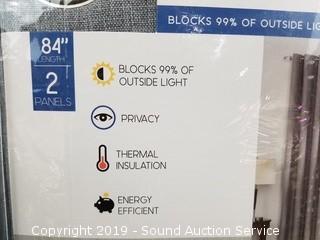 BLOCKS 99% OF OUTSIDE
84"
LENGTH
2
PANELS
BLOCKS 99% OF
OUTSIDE LIGHT
PRIVACY
THERMAL
INSULATION
ENERGY
EFFICIENT
Copyright 2019 - Sound Auction Service